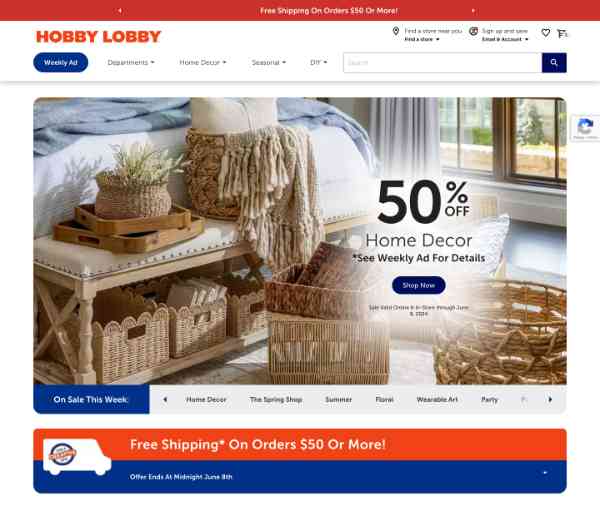 Free Shipping On Orders $50 Or More!
HOBBY LOBBY
Find a store near you
Find a store
Sign up and save
Email & Account
Weekly Ad
Departments
Home Decor
Seasonal
DIY
Search
50% OFF
Home Decor
*See Weekly Ad For Details
Shop Now
Sale Valid Online & In-Store through June
8, 2024
On Sale This Week:
Home Decor
The Spring Shop
Summer
Floral
Wearable Art
Party
Free Shipping* On Orders $50 Or More!
Offer Ends At Midnight June 8th